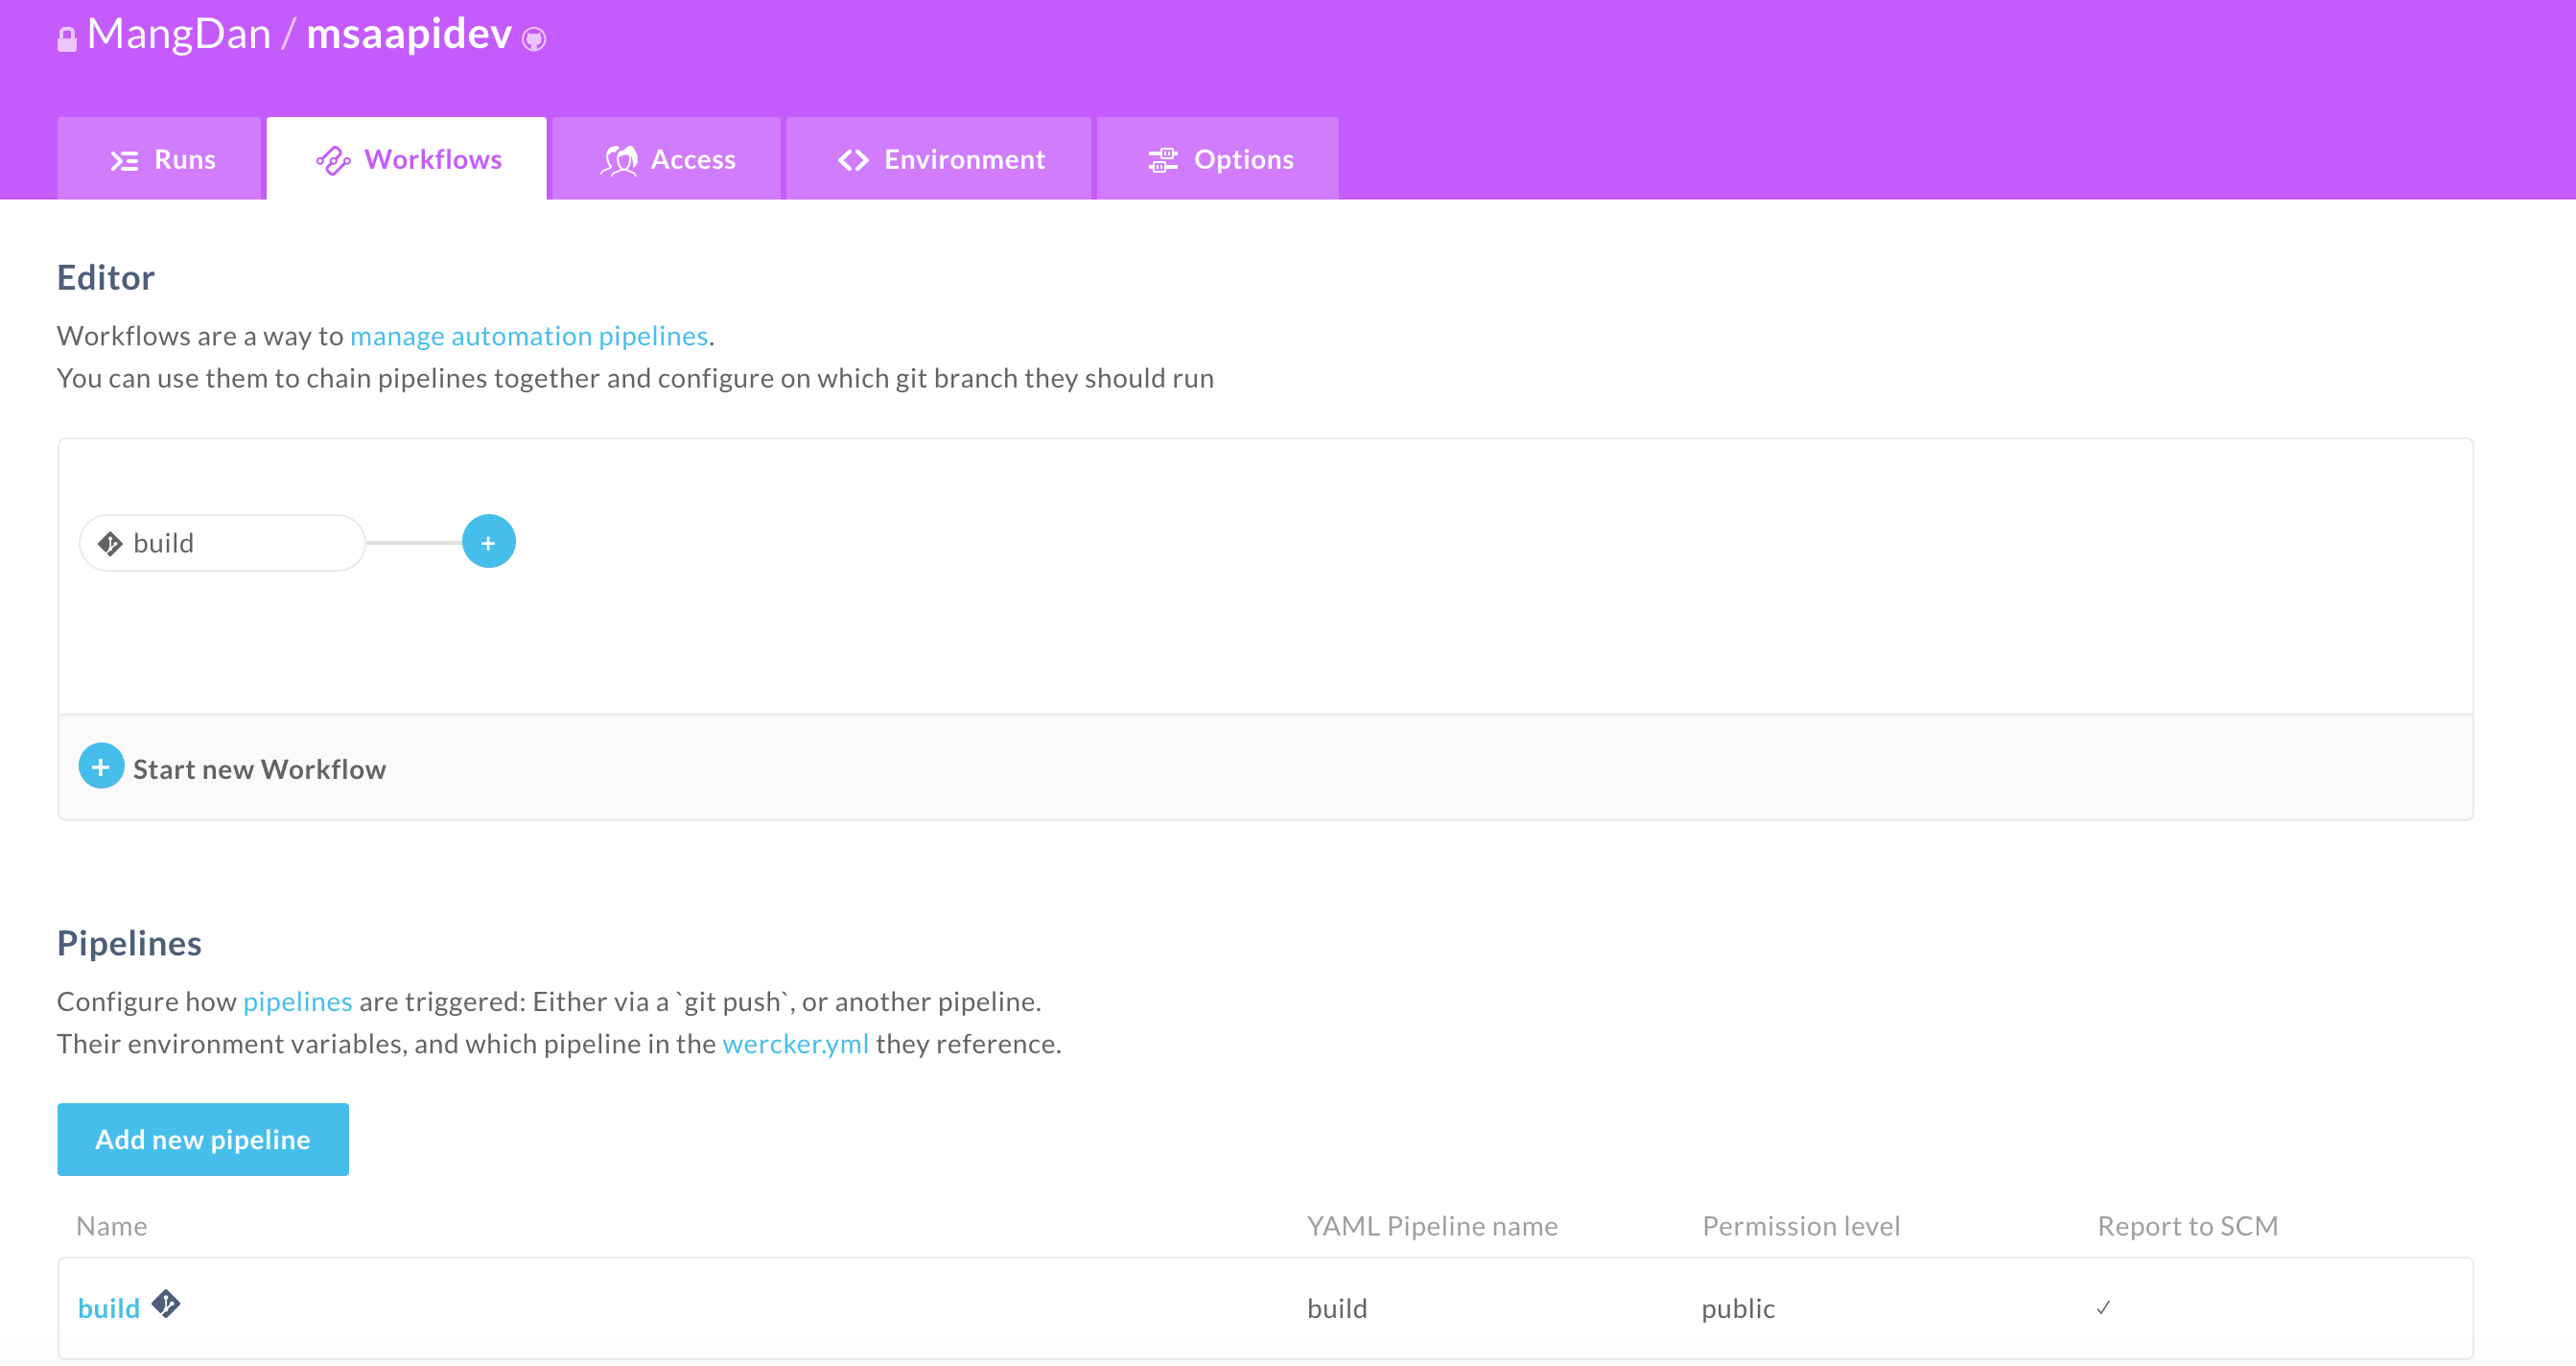 MangDan / msaapidev
Runs Workflows Access Environment Options
Editor
Workflows are a way to manage automation pipelines.
You can use them to chain pipelines together and configure on which git branch they should run
build +
+ Start new Workflow
Pipelines
Configure how pipelines are triggered: Either via a `git push`, or another pipeline.
Their environment variables, and which pipeline in the wercker.yml they reference.
Add new pipeline
Name YAML Pipeline name Permission level Report to SCM
build build public ✓